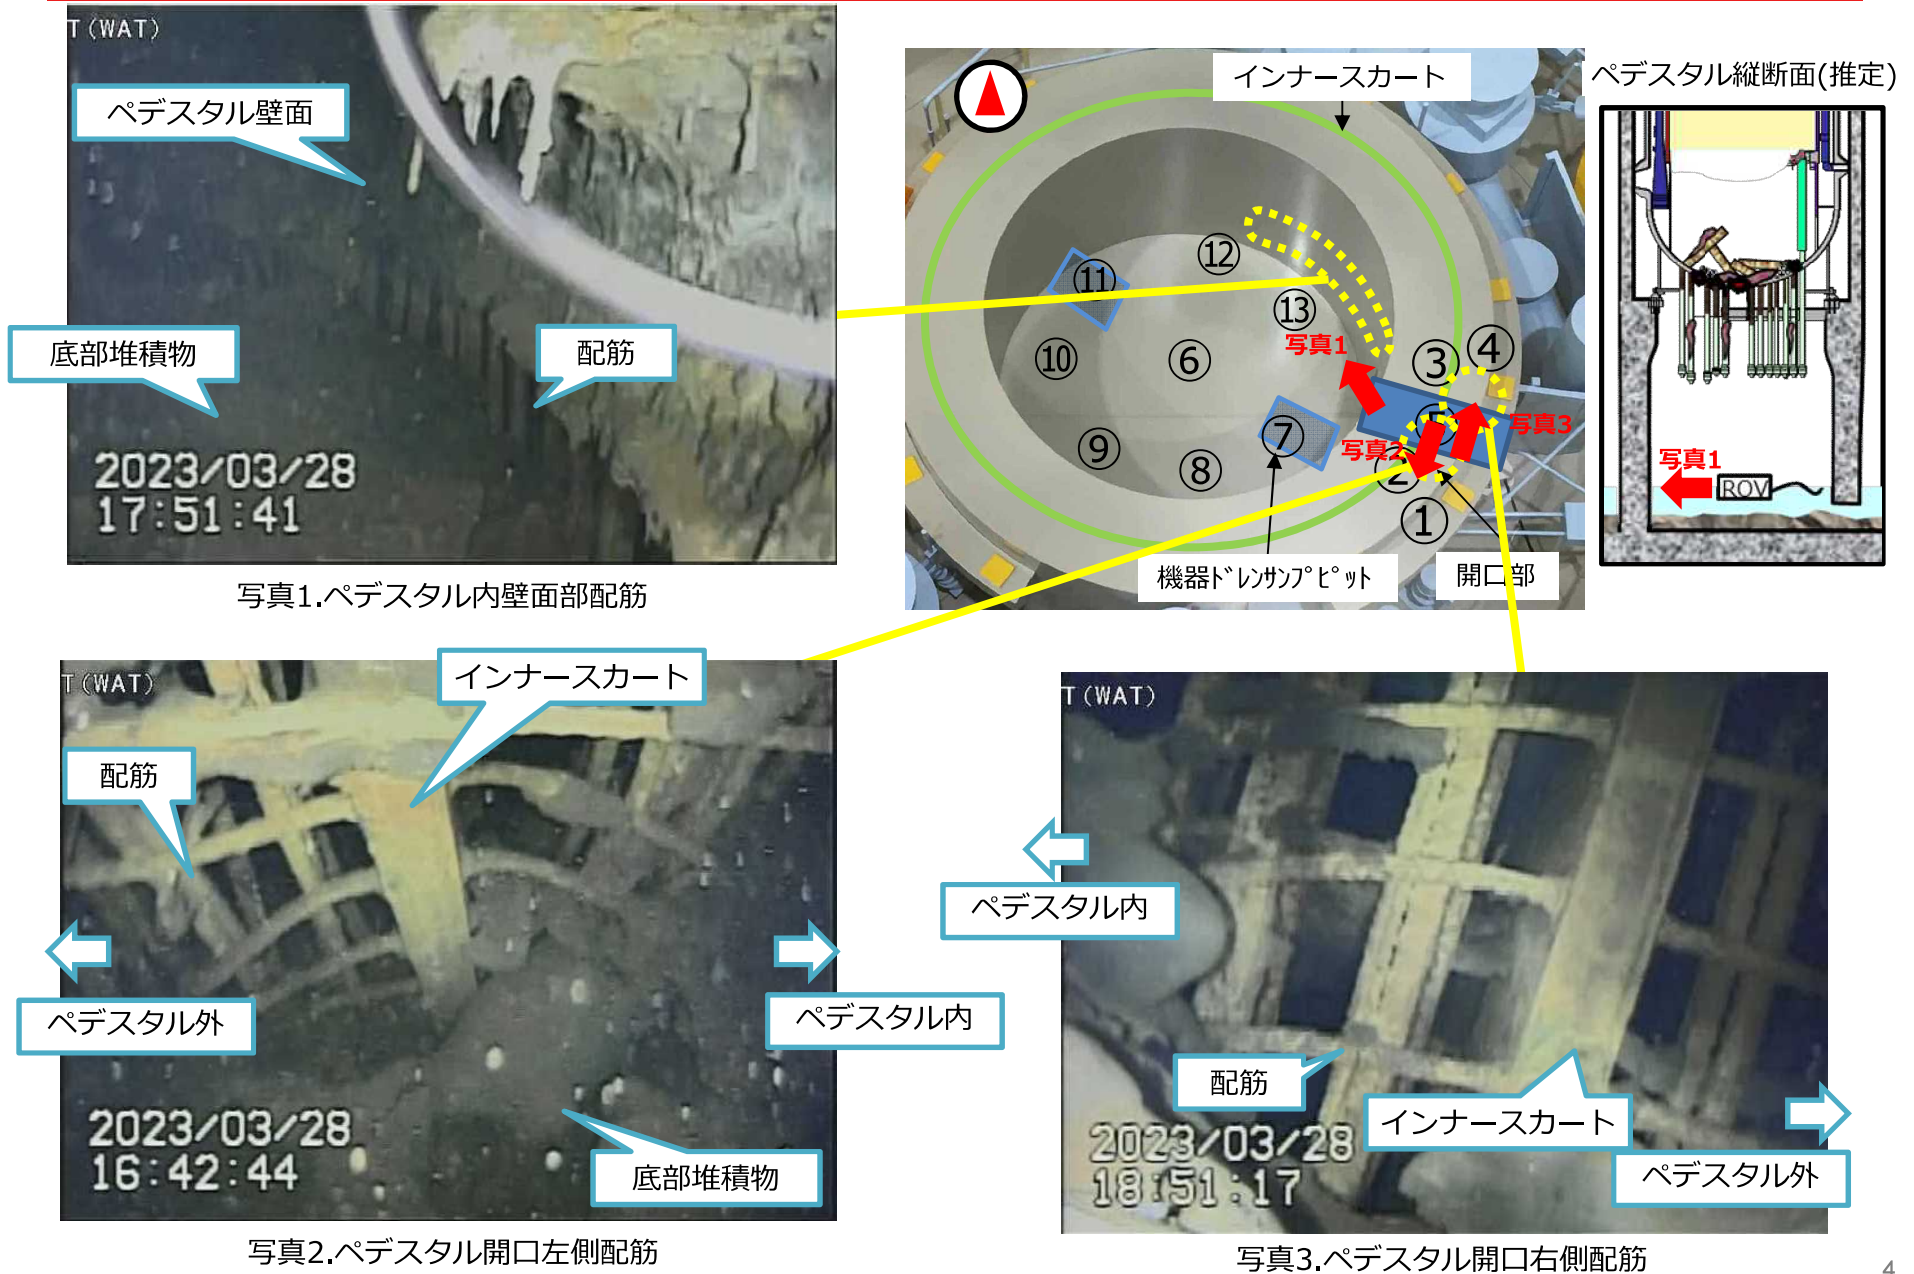 T(WAT)
ペデスタル壁面
底部堆積物
配筋
2023/03/28
17:51:41
写真1.ペデスタル内壁面部配筋
インナースカート
⑫
⑪
⑬
写真1
⑩
⑥
③
④
⑤
写真3
⑦
写真2
⑨
⑧
②
①
機器ﾄﾞﾚﾝｻﾝﾌﾟﾋﾟｯﾄ
開口部
ペデスタル縦断面(推定)
写真1
ROV
T(WAT)
インナースカート
配筋
ペデスタル外
ペデスタル内
2023/03/28
16:42:44
底部堆積物
写真2.ペデスタル開口左側配筋
T(WAT)
ペデスタル内
配筋
インナースカート
2023/03/28
18:51:17
ペデスタル外
写真3.ペデスタル開口右側配筋
4